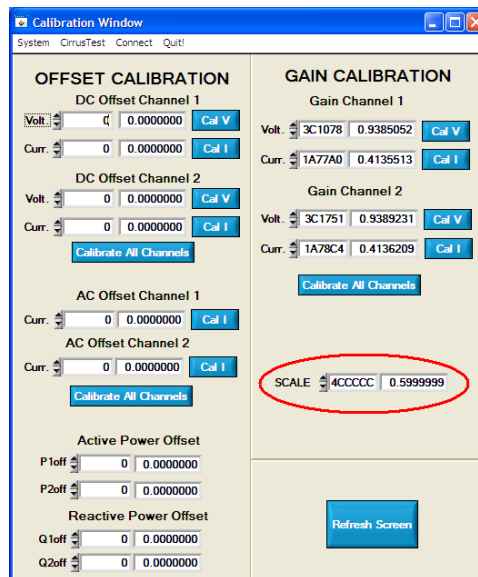 Calibration Window
System CirrusTest Connect Quit!
OFFSET CALIBRATION
DC Offset Channel 1
Volt. 0 0.0000000 Cal V
Curr. 0 0.0000000 Cal I
DC Offset Channel 2
Volt. 0 0.0000000 Cal V
Curr. 0 0.0000000 Cal I
Calibrate All Channels
AC Offset Channel 1
Curr. 0 0.0000000 Cal I
AC Offset Channel 2
Curr. 0 0.0000000 Cal I
Calibrate All Channels
Active Power Offset
P1off 0 0.0000000
P2off 0 0.0000000
Reactive Power Offset
Q1off 0 0.0000000
Q2off 0 0.0000000
GAIN CALIBRATION
Gain Channel 1
Volt. 3C1078 0.9385052 Cal V
Curr. 1A77A0 0.4135513 Cal I
Gain Channel 2
Volt. 3C1751 0.9389231 Cal V
Curr. 1A78C4 0.4136209 Cal I
Calibrate All Channels
SCALE 4CCCCC 0.5999999
Refresh Screen